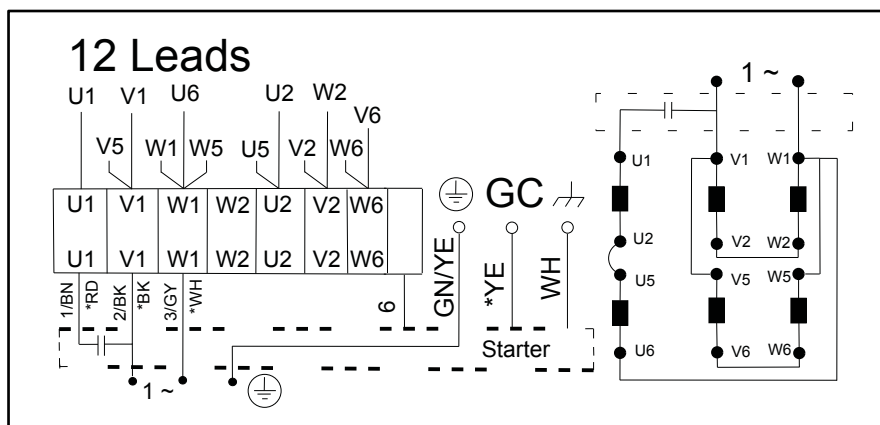 12 Leads
U1 V1 U6 U2 W2 V6
V5 W1 W5 U5 V2 W6
U1 V1 W1 W2 U2 V2 W6
U1 V1 W1 W2 U2 V2 W6
1/BN *RD 2/BK *BK 3/GY *WH 6 GN/YE *YE WH
GC
Starter
1 ~
1 ~
U1 V1 W1
U2 V2 W2
U5 V5 W5
U6 V6 W6